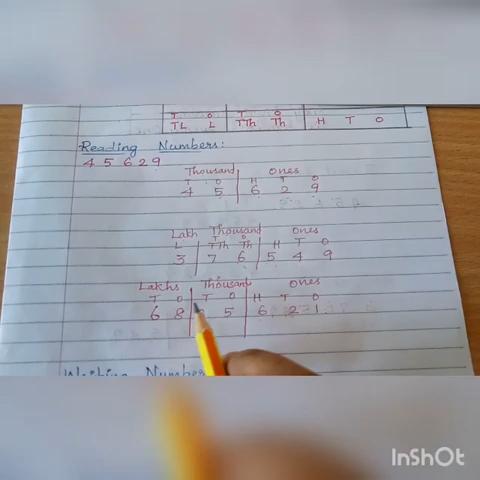 T O T O
TL L TTh Th H T O
Reading Numbers:
4 5 6 2 9
Thousand Ones
T O H T O
4 5 6 2 9
Lakh Thousand Ones
L T O
TTh Th H T O
3 7 6 5 4 9
Lakhs Thousand Ones
T O T O H T O
6 8 5 6 2 1
Numbers
InShOt